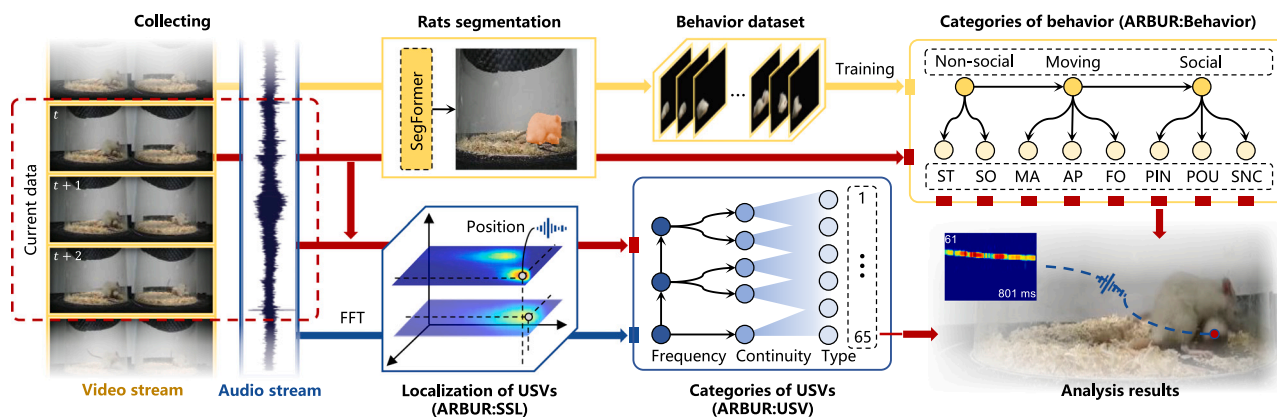 Collecting
Rats segmentation
Behavior dataset
Categories of behavior (ARBUR:Behavior)
Current data
t
t + 1
t + 2
Video stream
Audio stream
SegFormer
...
Training
Non-social
Moving
Social
ST
SO
MA
AP
FO
PIN
POU
SNC
FFT
Position
Localization of USVs
(ARBUR:SSL)
1
65
Frequency
Continuity
Type
Categories of USVs
(ARBUR:USV)
61
801 ms
Analysis results